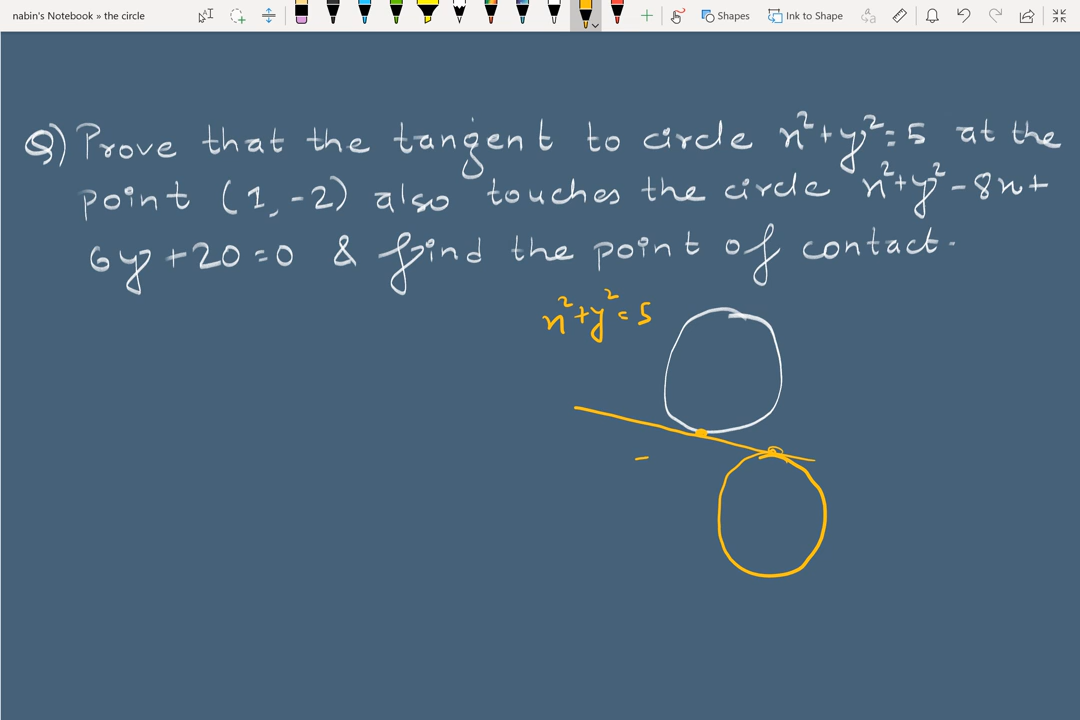 nabin's Notebook » the circle
Shapes
Ink to Shape
Q) Prove that the tangent to circle x²+y²=5 at the
point (1,-2) also touches the circle x²+y²-8x+
6y+20=0 & find the point of contact.
x²+y²=5
-